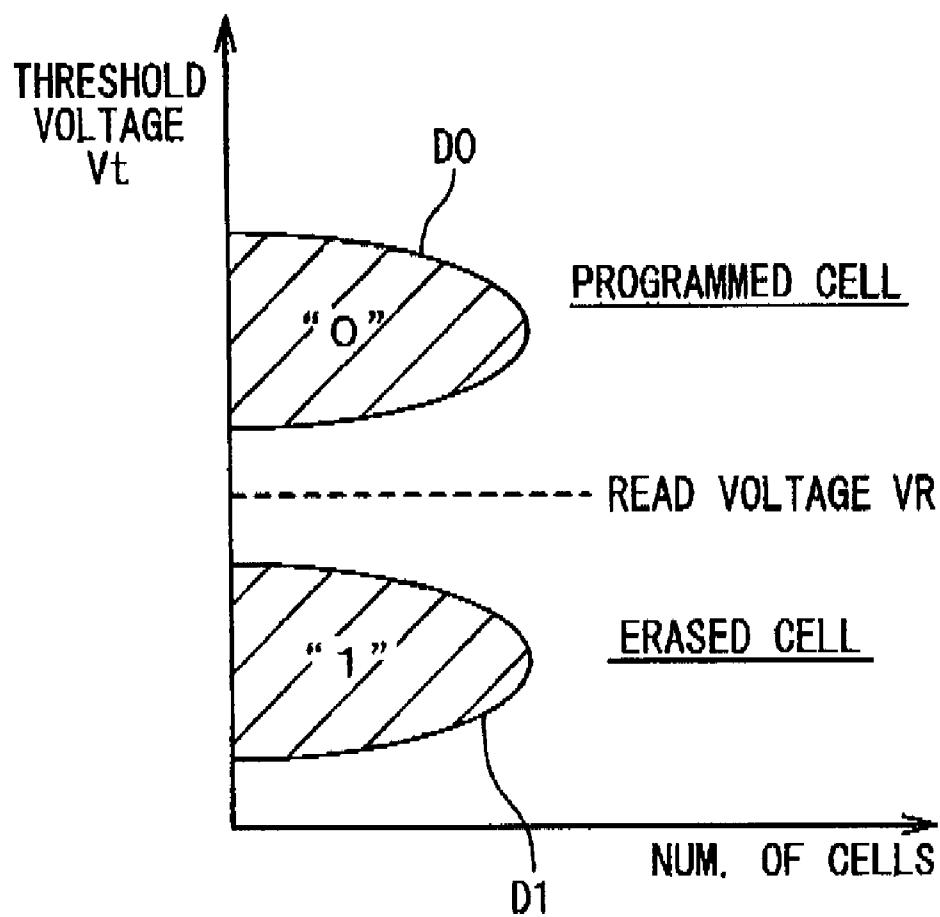 THRESHOLD
VOLTAGE
Vt
D0
PROGRAMMED CELL
“0”
READ VOLTAGE VR
ERASED CELL
“1”
NUM. OF CELLS
D1